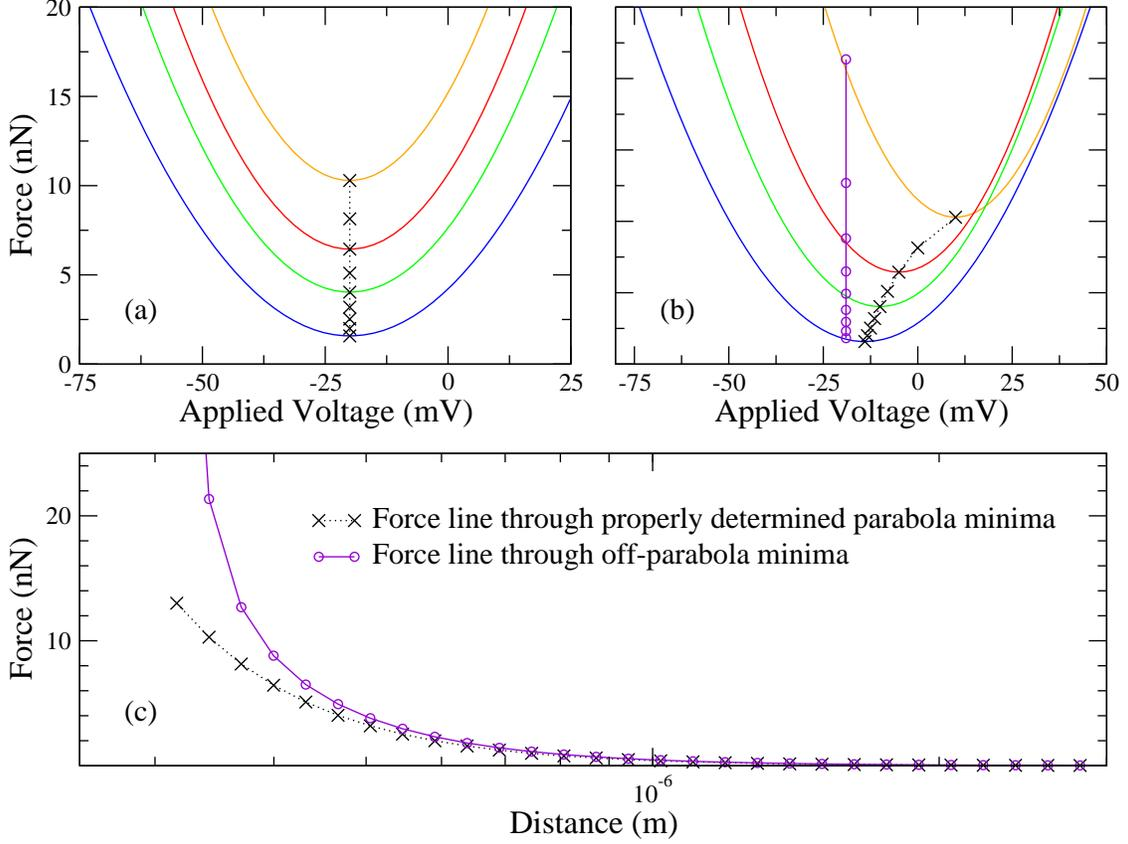 20
15
10
5
0
Force (nN)
(a)
-75
-50
-25
0
25
Applied Voltage (mV)
(b)
-75
-50
-25
0
25
50
Applied Voltage (mV)
20
10
Force (nN)
Force line through properly determined parabola minima
Force line through off-parabola minima
(c)
10^-6
Distance (m)